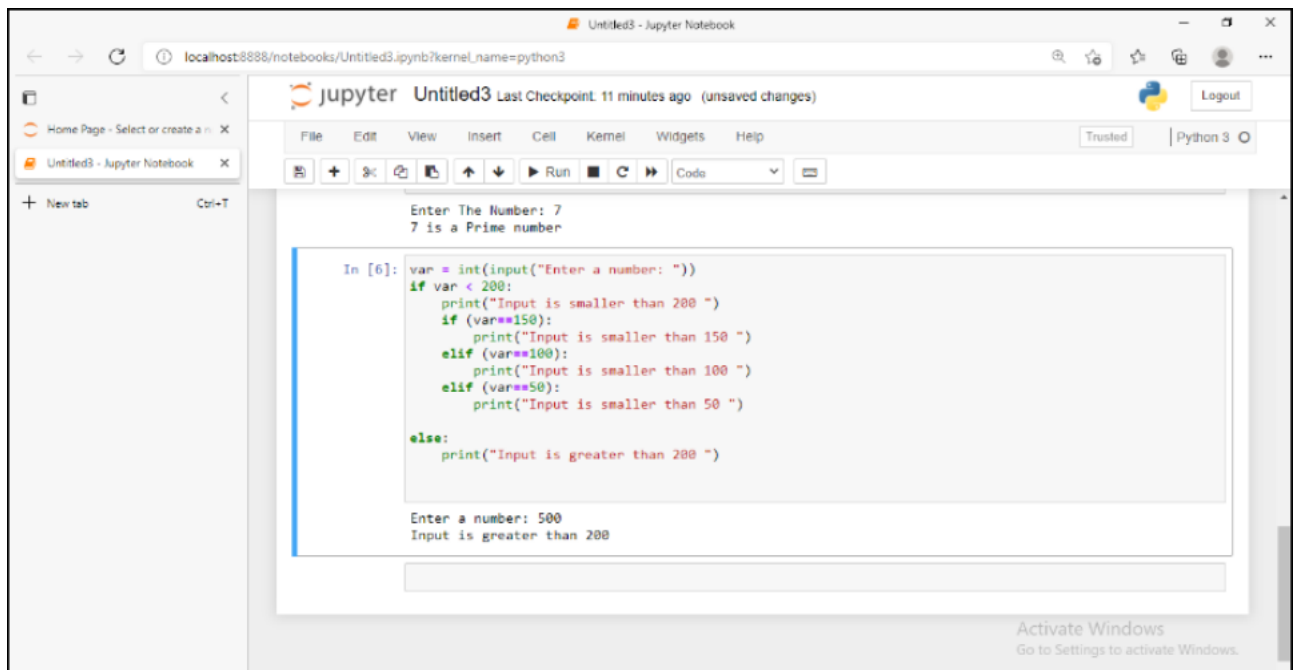 Untitled3 - Jupyter Notebook
localhost:8888/notebooks/Untitled3.ipynb?kernel_name=python3
Home Page - Select or create a n
Untitled3 - Jupyter Notebook
New tab Ctrl+T
jupyter Untitled3 Last Checkpoint: 11 minutes ago (unsaved changes)
Logout
File Edit View Insert Cell Kernel Widgets Help
Trusted
Python 3
Run
Code
Enter The Number: 7
7 is a Prime number
In [6]: var = int(input("Enter a number: "))
if var < 200:
    print("Input is smaller than 200 ")
    if (var==150):
        print("Input is smaller than 150 ")
    elif (var==100):
        print("Input is smaller than 100 ")
    elif (var==50):
        print("Input is smaller than 50 ")
else:
    print("Input is greater than 200 ")
Enter a number: 500
Input is greater than 200
Activate Windows
Go to Settings to activate Windows.